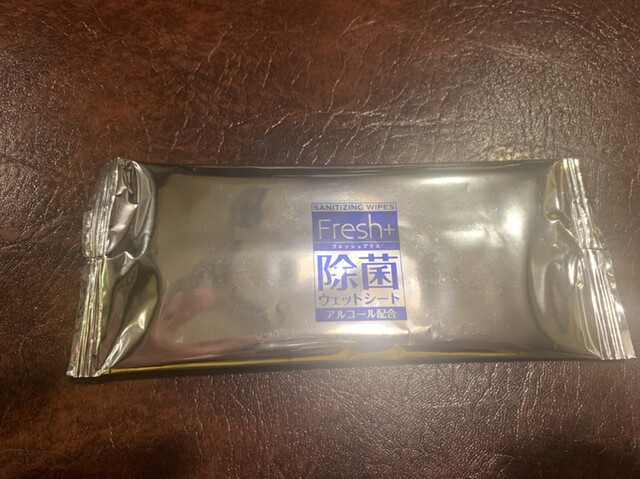 SANITIZING WIPES
Fresh+
フレッシュプラス
除菌
ウェットシート
アルコール配合